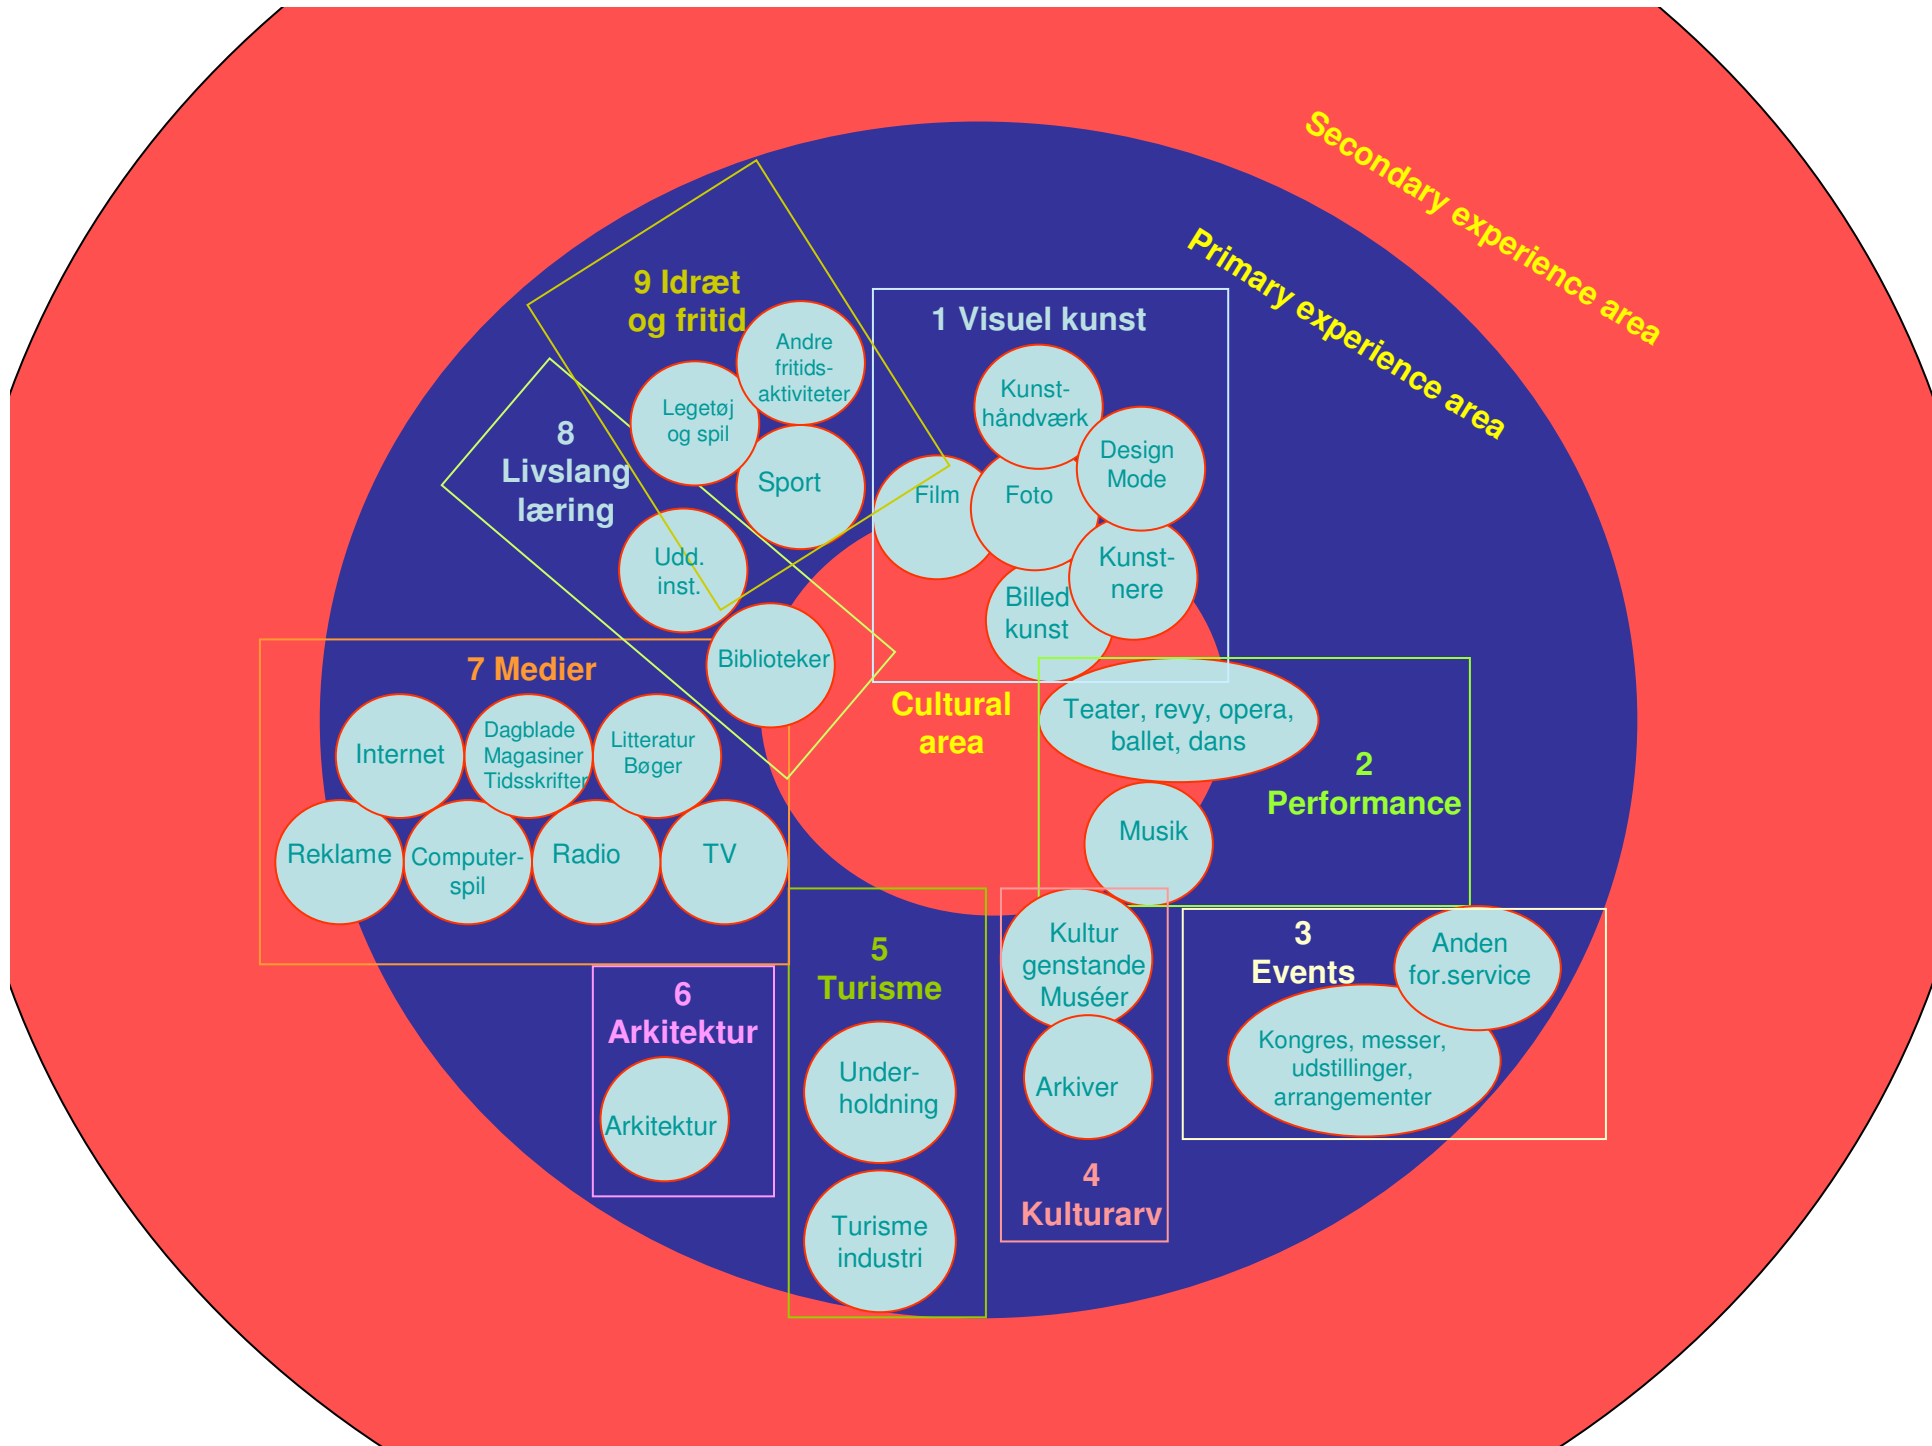 Secondary experience area
Primary experience area
9 Idræt
og fritid
Andre
fritids-
aktiviteter
Legetøj
og spil
Sport
1 Visuel kunst
Kunst-
håndværk
Design
Mode
Film
Foto
Kunst-
nere
Billed
kunst
8
Livslang
læring
Udd.
inst.
Biblioteker
7 Medier
Internet
Dagblade
Magasiner
Tidsskrifter
Litteratur
Bøger
Reklame
Computer-
spil
Radio
TV
Cultural
area
Teater, revy, opera,
ballet, dans
2
Performance
Musik
3
Events
Anden
for.service
Kongres, messer,
udstillinger,
arrangementer
Kultur
genstande
Muséer
Arkiver
4
Kulturarv
5
Turisme
Under-
holdning
Turisme
industri
6
Arkitektur
Arkitektur